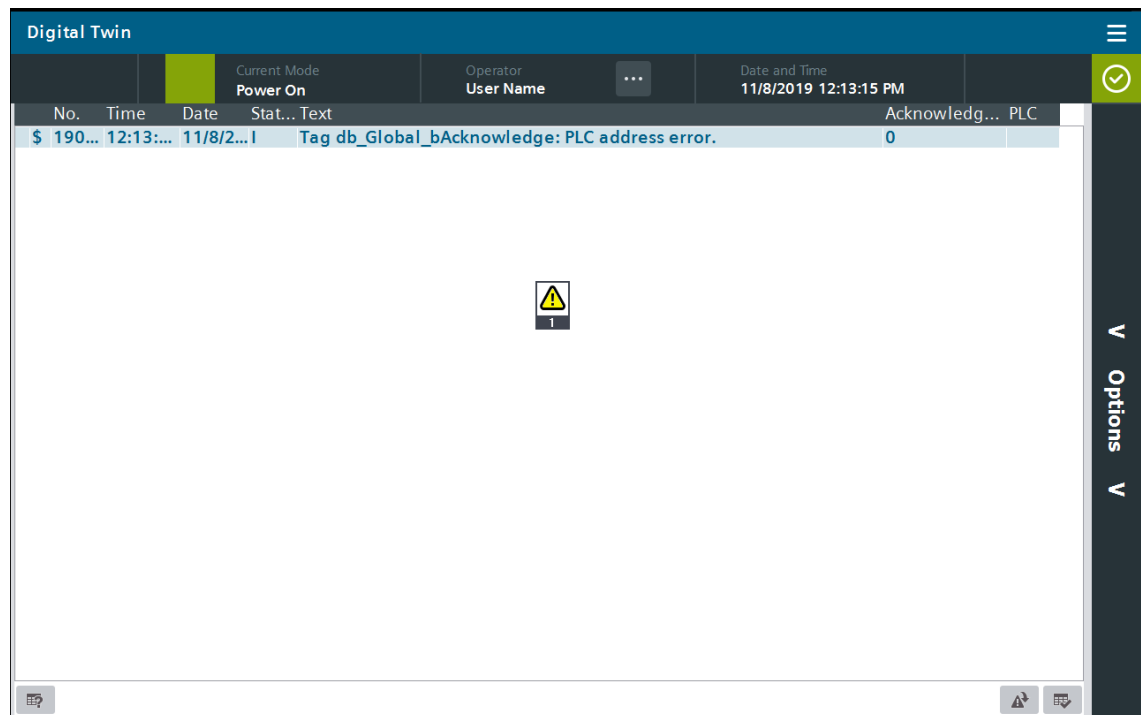 Digital Twin
Current Mode
Power On
Operator
User Name
...
Date and Time
11/8/2019 12:13:15 PM
No. Time Date Stat... Text Acknowledg... PLC
$ 190... 12:13:... 11/8/2... I Tag db_Global_bAcknowledge: PLC address error. 0
1
< Options <